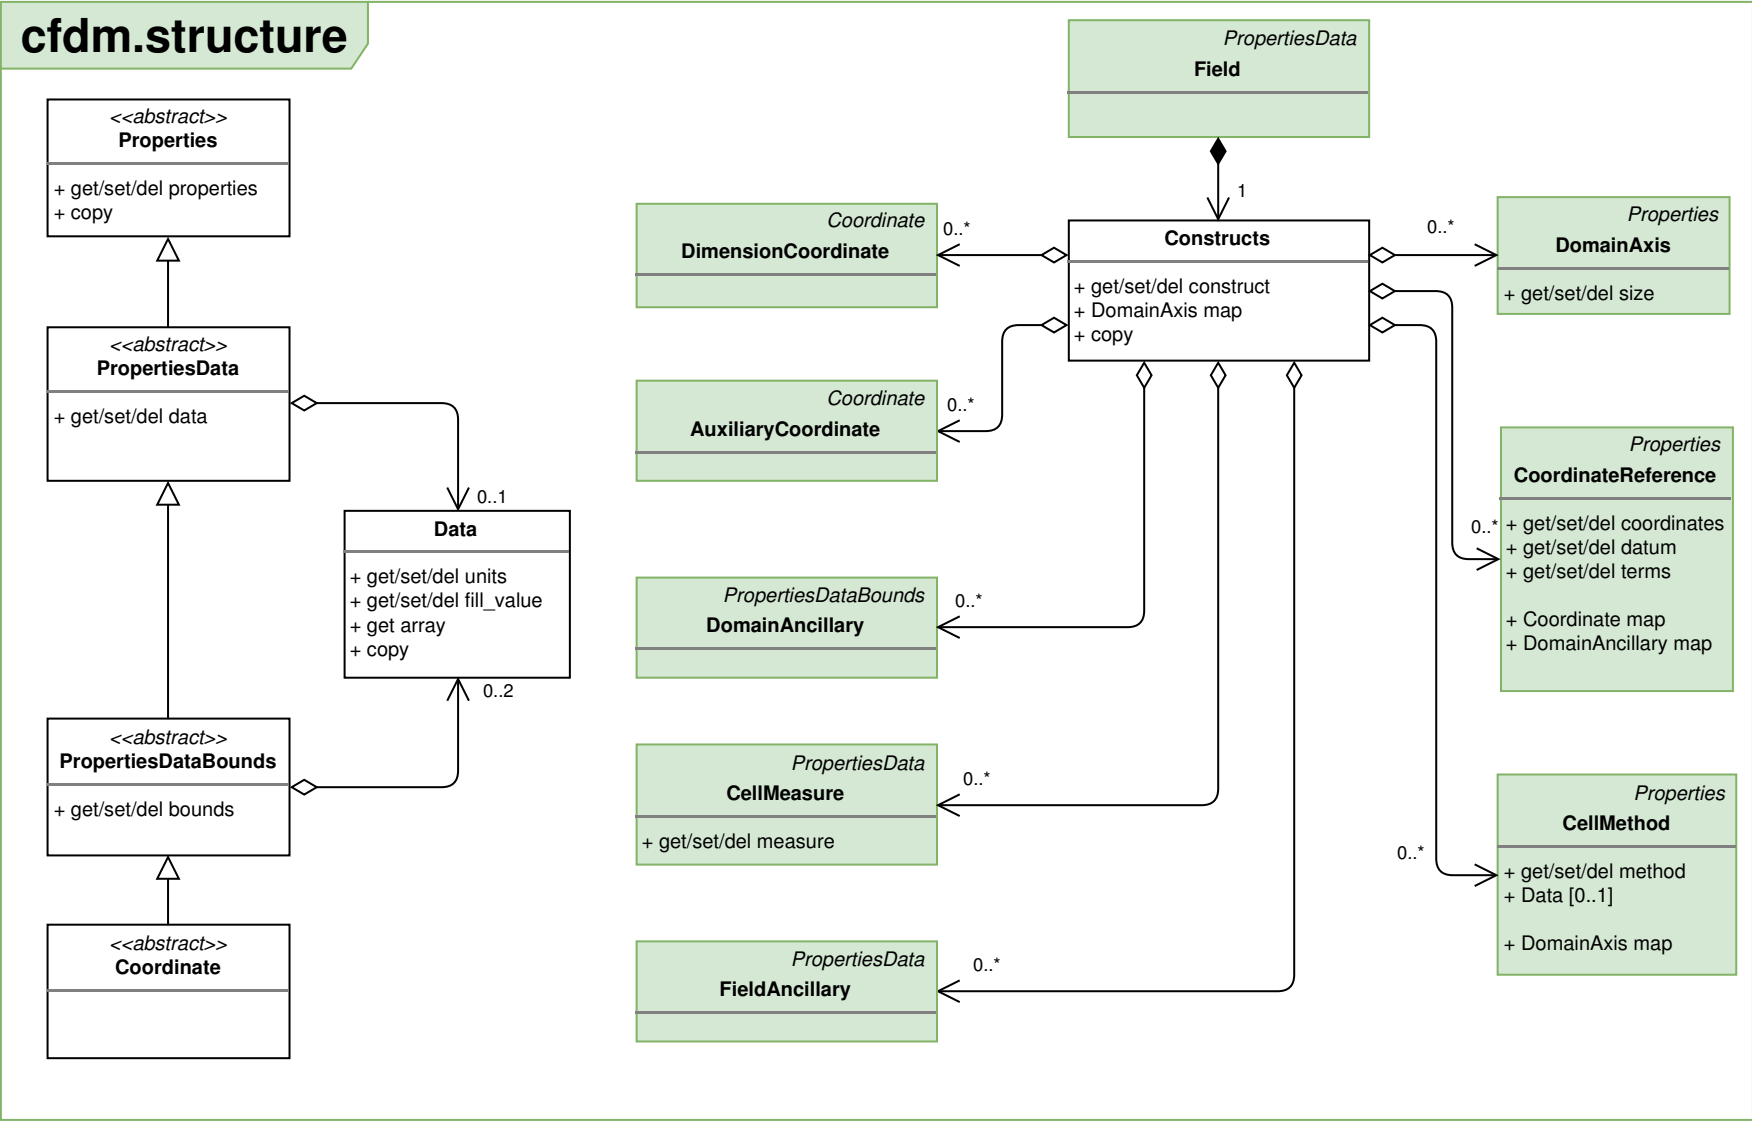 cfdm.structure
<<abstract>>
Properties
+ get/set/del properties
+ copy
<<abstract>>
PropertiesData
+ get/set/del data
0..1
Data
+ get/set/del units
+ get/set/del fill_value
+ get array
+ copy
0..2
<<abstract>>
PropertiesDataBounds
+ get/set/del bounds
<<abstract>>
Coordinate
PropertiesData
Field
1
Constructs
+ get/set/del construct
+ DomainAxis map
+ copy
Coordinate
DimensionCoordinate
0..*
Coordinate
AuxiliaryCoordinate
0..*
PropertiesDataBounds
DomainAncillary
0..*
PropertiesData
CellMeasure
+ get/set/del measure
0..*
PropertiesData
FieldAncillary
0..*
0..*
Properties
DomainAxis
+ get/set/del size
0..*
Properties
CoordinateReference
+ get/set/del coordinates
+ get/set/del datum
+ get/set/del terms
+ Coordinate map
+ DomainAncillary map
0..*
Properties
CellMethod
+ get/set/del method
+ Data [0..1]
+ DomainAxis map